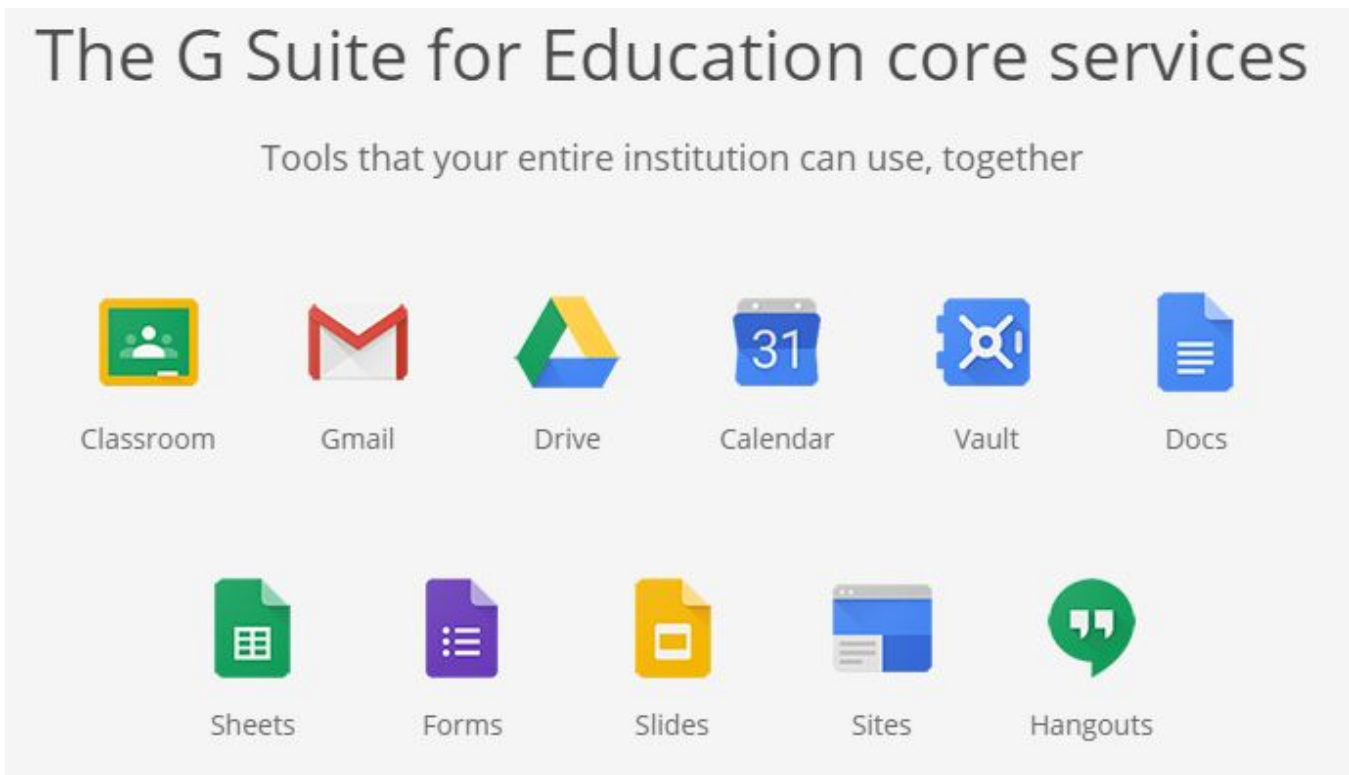 The G Suite for Education core services
Tools that your entire institution can use, together
31
Classroom Gmail Drive Calendar Vault Docs
Sheets Forms Slides Sites Hangouts